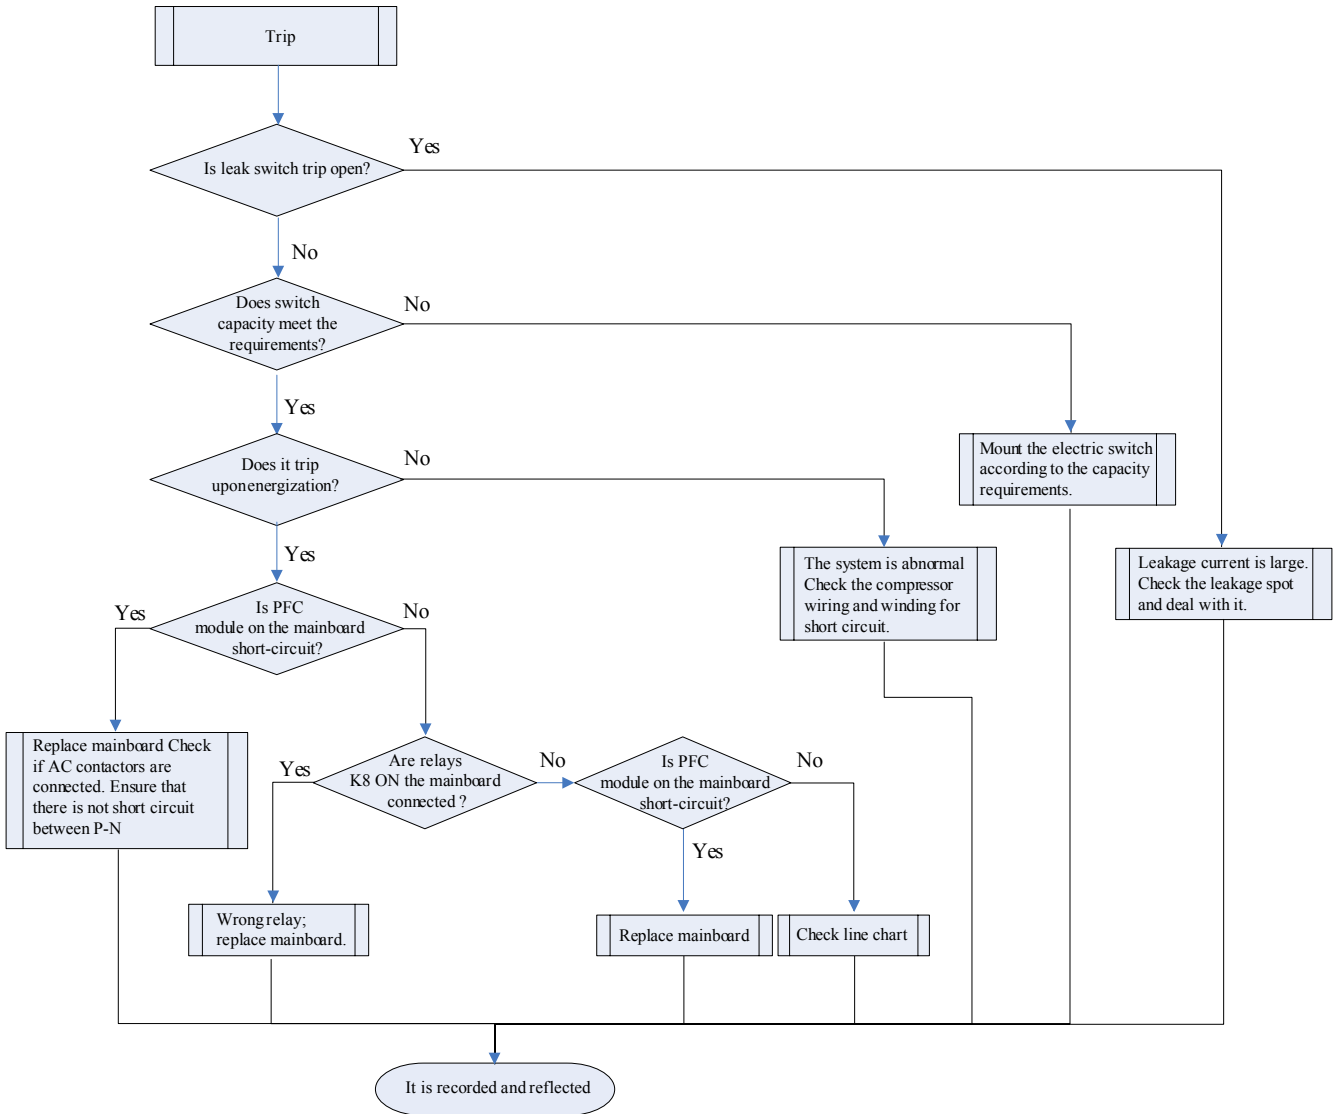 Trip
Yes
Is leak switch trip open?
No
Does switch
capacity meet the
requirements?
No
Yes
Mount the electric switch
according to the capacity
requirements.
Does it trip
upon energization?
No
Yes
The system is abnormal
Check the compressor
wiring and winding for
short circuit.
Leakage current is large.
Check the leakage spot
and deal with it.
Is PFC
module on the mainboard
short-circuit?
Yes
No
Replace mainboard Check
if AC contactors are
connected. Ensure that
there is not short circuit
between P-N
Are relays
K8 ON the mainboard
connected ?
Yes
No
Is PFC
module on the mainboard
short-circuit?
No
Yes
Wrong relay;
replace mainboard.
Replace mainboard
Check line chart
It is recorded and reflected